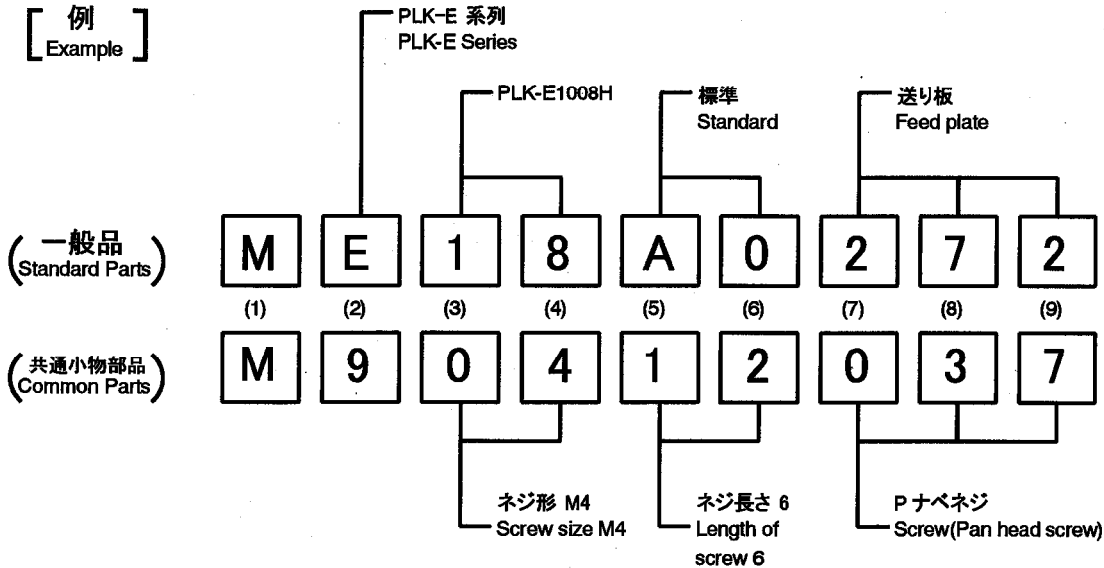 例
Example
PLK-E 系列
PLK-E Series
PLK-E1008H
標準
Standard
送り板
Feed plate
一般品
(Standard Parts)
M E 1 8 A 0 2 7 2
(1) (2) (3) (4) (5) (6) (7) (8) (9)
共通小物部品
(Common Parts)
M 9 0 4 1 2 0 3 7
ネジ形 M4
Screw size M4
ネジ長さ 6
Length of
screw 6
P ナベネジ
Screw(Pan head screw)